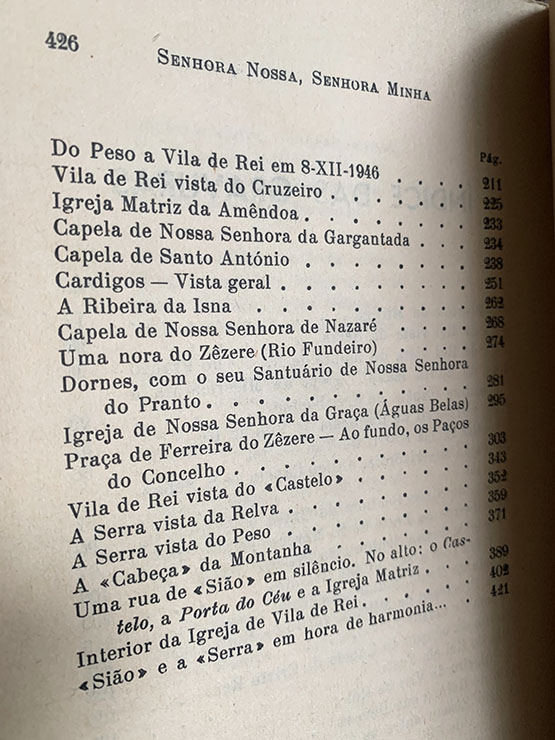 426
SENHORA NOSSA, SENHORA MINHA
Pág.
Do Peso a Vila de Rei em 8-XII-1946 . . . . 211
Vila de Rei vista do Cruzeiro . . . . . . . 225
Igreja Matriz da Amêndoa . . . . . . . . 233
Capela de Nossa Senhora da Gargantada . . . 234
Capela de Santo António . . . . . . . . 238
Cardigos — Vista geral . . . . . . . . . 251
A Ribeira da Isna . . . . . . . . . . 262
Capela de Nossa Senhora de Nazaré . . . . 268
Uma nora do Zêzere (Rio Fundeiro) . . . . 274
Dornes, com o seu Santuário de Nossa Senhora
do Pranto . . . . . . . . . . . 281
Igreja de Nossa Senhora da Graça (Águas Belas) 295
Praça de Ferreira do Zêzere — Ao fundo, os Paços
do Concelho . . . . . . . . . . 303
Vila de Rei vista do «Castelo» . . . . . . 343
A Serra vista da Relva . . . . . . . . 352
A Serra vista do Peso . . . . . . . . 359
A «Cabeça» da Montanha . . . . . . . 371
Uma rua de «Sião» em silêncio. No alto: o Cas-
telo, a Porta do Céu e a Igreja Matriz . . . 389
Interior da Igreja de Vila de Rei . . . . . . 402
«Sião» e a «Serra» em hora de harmonia... . . 421